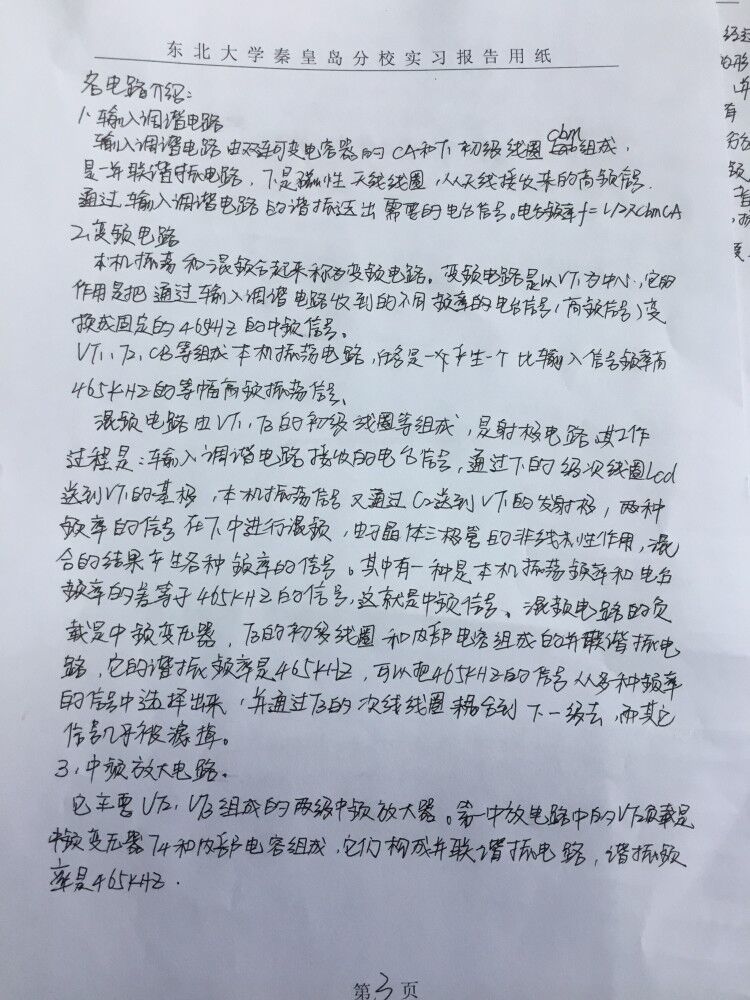 东北大学秦皇岛分校实习报告用纸
各电路介绍:
1、输入调谐电路
输入调谐电路由双连可变电容器的CA和T1初级线圈cbm组成,
是一并联谐振电路,T是磁性天线线圈,从天线接收来的高频信号,
通过输入调谐电路的谐振送出需要的电台信号。电台频率f=1/2λcbmCA
2、变频电路
本机振荡和混频合起来称为变频电路。变频电路是以VT1为中心,它的
作用是把通过输入调谐电路收到的不同频率的电台信号(高频信号)变
换成固定的465HZ的中频信号。
VT1、T2、CB等组成本机振荡电路,任务是产生一个比输入信号频率高
465KHZ的等幅高频振荡信号。
混频电路由VT1、T3的初级线圈等组成,是射极电路,其工作
过程是:输入调谐电路接收的电台信号,通过T的级次线圈Lcd
送到VT1的基极,本机振荡信号又通过C2送到VT1的发射极,两种
频率的信号在T中进行混频,由于晶体三极管的非线性作用,混
合的结果产生各种频率的信号。其中有一种是本机振荡频率和电台
频率的差等于465KHZ的信号,这就是中频信号。混频电路的负
载是中频变压器,T3的初级线圈和内部电容组成的并联谐振电
路,它的谐振频率是465KHZ,可以把465KHZ的信号从多种频率
的信号中选择出来,并通过T3的次线线圈耦合到下一级去,而其它
信号几乎被滤掉。
3、中频放大电路.
它主要VT2、VT3组成的两级中频放大器。第一中放电路中的VT2负载是
中频变压器T4和内部电容组成,它们构成并联谐振电路,谐振频
率是465KHZ.
第3页